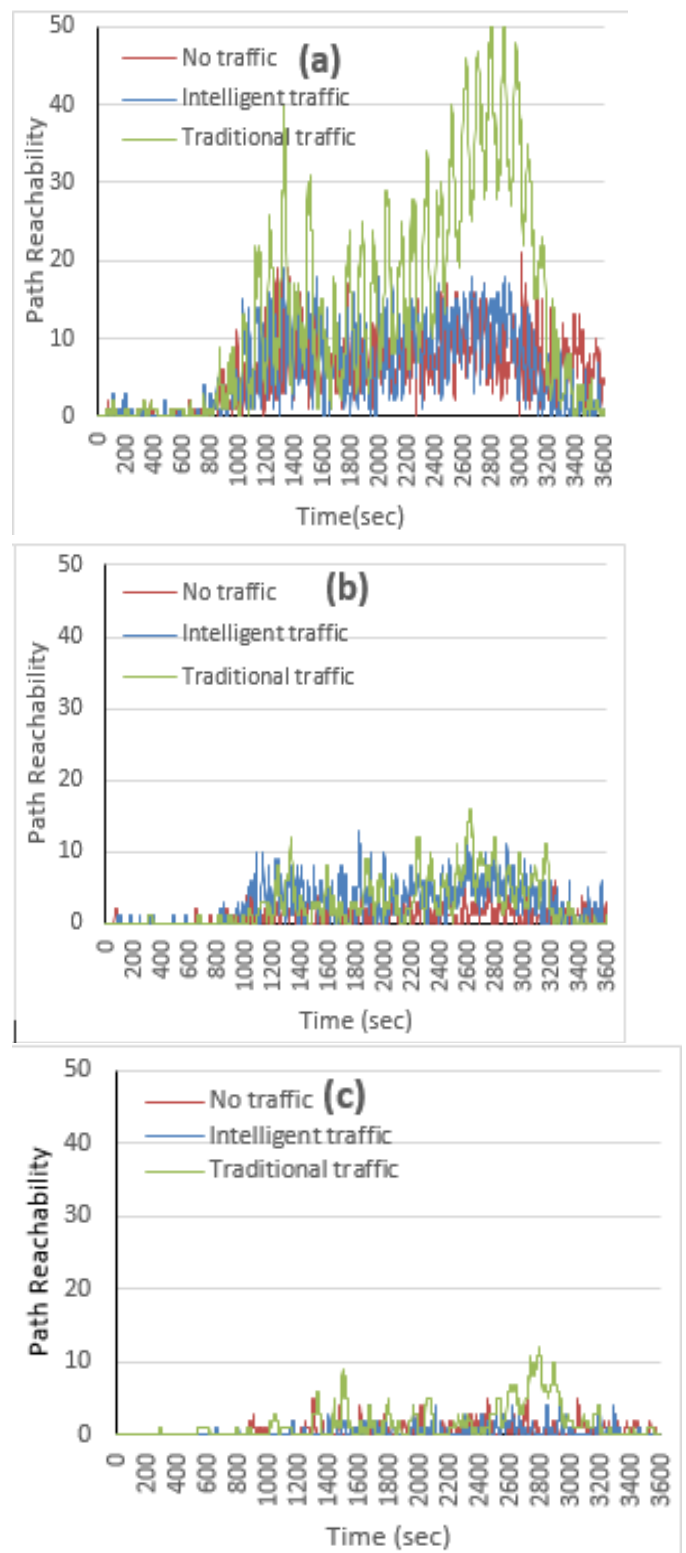 50
(a)
No traffic
40
Intelligent traffic
Traditional traffic
30
20
10
0
Path Reachability
0 200 400 600 800 1000 1200 1400 1600 1800 2000 2200 2400 2600 2800 3000 3200 3400 3600
Time(sec)
50
(b)
No traffic
Intelligent traffic
40
Traditional traffic
30
20
10
0
Path Reachability
0 200 400 600 800 1000 1200 1400 1600 1800 2000 2200 2400 2600 2800 3000 3200 3400 3600
Time (sec)
50
No traffic (c)
Intelligent traffic
40
Traditional traffic
30
20
10
0
Path Reachability
0 200 400 600 800 1000 1200 1400 1600 1800 2000 2200 2400 2600 2800 3000 3200 3400 3600
Time (sec)